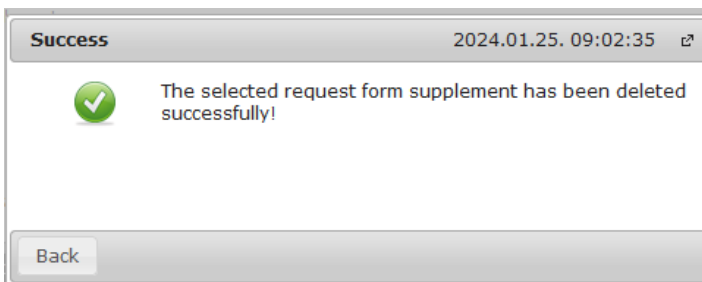 Success 2024.01.25. 09:02:35
The selected request form supplement has been deleted
successfully!
Back